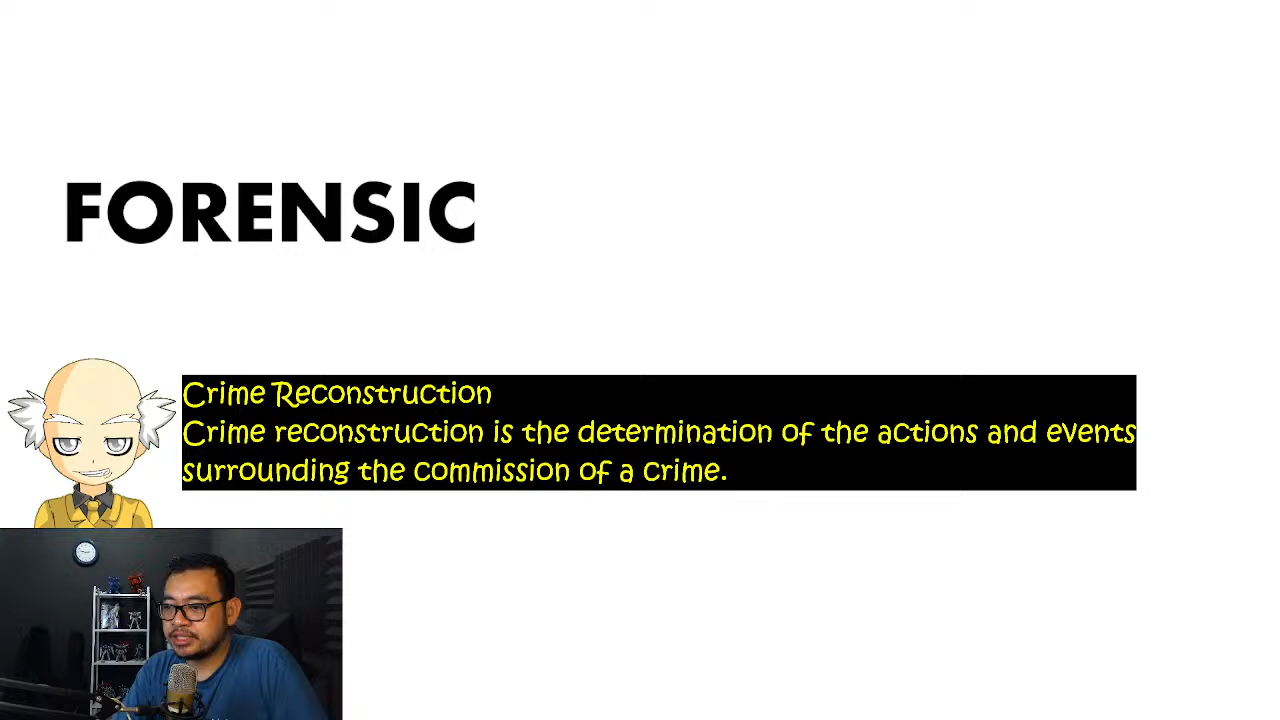 FORENSIC
Crime Reconstruction
Crime reconstruction is the determination of the actions and events
surrounding the commission of a crime.